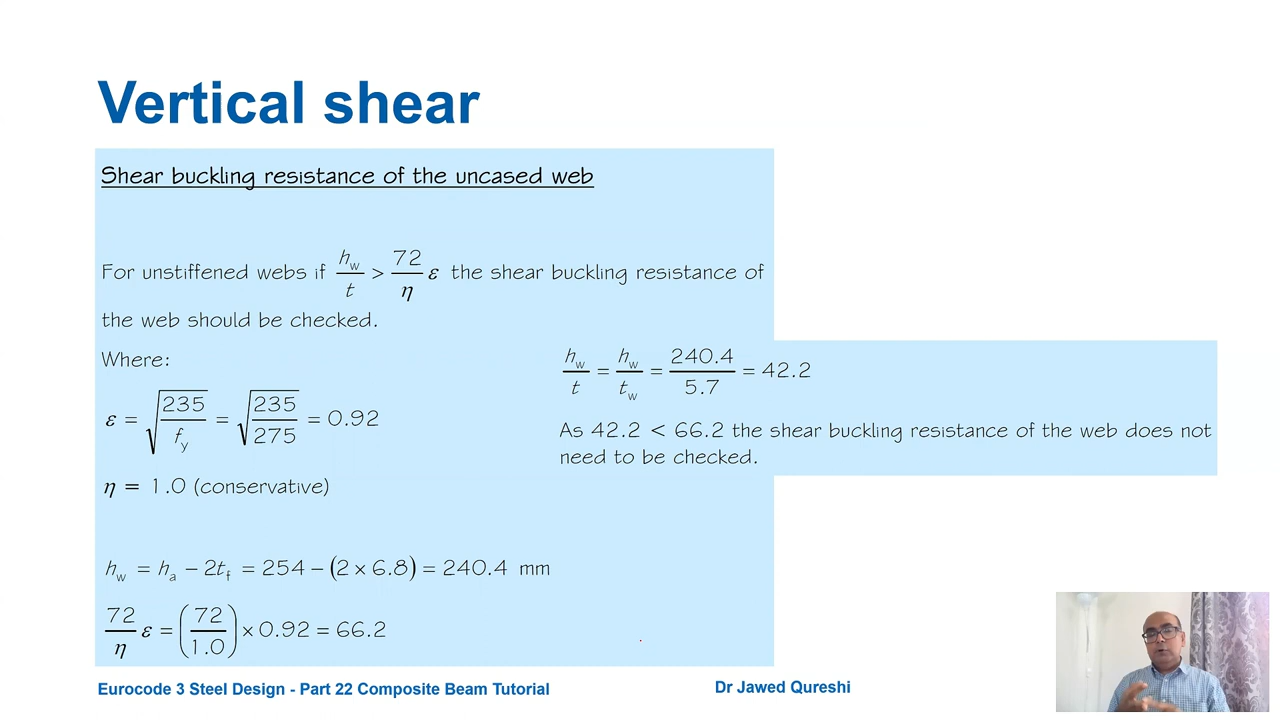 Vertical shear
Shear buckling resistance of the uncased web
For unstiffened webs if h_w/t > 72/η ε the shear buckling resistance of
the web should be checked.
Where:
ε = √(235/f_y) = √(235/275) = 0.92
η = 1.0 (conservative)
h_w = h_a − 2t_f = 254 − (2 × 6.8) = 240.4 mm
72/η ε = (72/1.0) × 0.92 = 66.2
h_w/t = h_w/t_w = 240.4/5.7 = 42.2
As 42.2 < 66.2 the shear buckling resistance of the web does not
need to be checked.
Eurocode 3 Steel Design - Part 22 Composite Beam Tutorial
Dr Jawed Qureshi